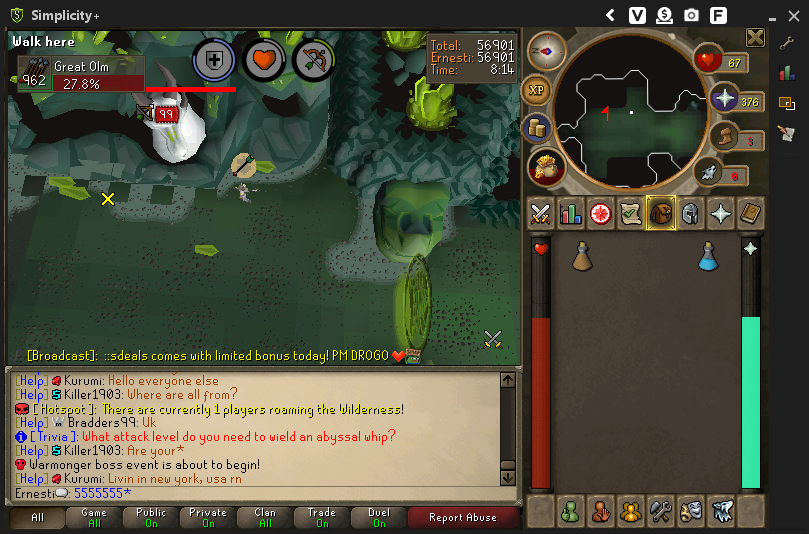 Simplicity+
Walk here
Great Olm
962
27.8%
Total: 56901
Ernesti: 56901
Time: 8:14
99
XP
67
376
3
0
[Broadcast]: ::sdeals comes with limited bonus today! PM DROGO
[Help] Kurumi: Hello everyone else
[Help] Killer1903: Where are all from?
[Hotspot]: There are currently 1 players roaming the Wilderness!
[Help] Bradders99: Uk
[Trivia]: What attack level do you need to wield an abyssal whip?
[Help] Killer1903: Are your*
Warmonger boss event is about to begin!
[Help] Kurumi: Livin in new york, usa rn
Ernesti: 5555555*
All
Game All
Public On
Private On
Clan All
Trade On
Duel On
Report Abuse